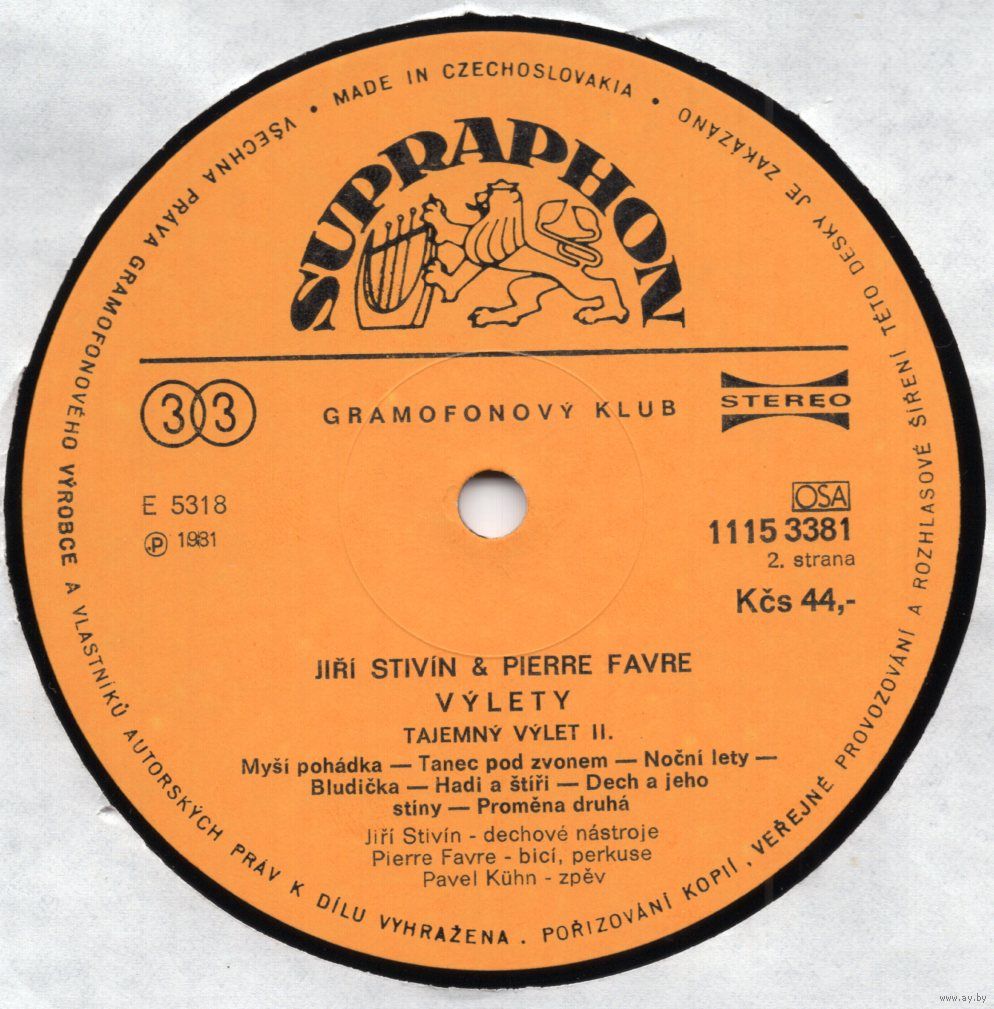 VŠECHNA PRÁVA GRAMOFONOVÉHO VÝROBCE A VLASTNÍKŮ AUTORSKÝCH PRÁV K DÍLU VYHRAŽENA . POŘIZOVÁNÍ KOPIÍ, VEŘEJNÉ PROVOZOVÁNÍ A ROZHLASOVÉ ŠÍŘENÍ TÉTO DESKY JE ZAKÁZÁNO
• MADE IN CZECHOSLOVAKIA •
SUPRAPHON
33
GRAMOFONOVÝ KLUB
STEREO
E 5318
OSA
Ⓟ 1981
1115 3381
2. strana
Kčs 44,-
JIŘÍ STIVÍN & PIERRE FAVRE
VÝLETY
TAJEMNÝ VÝLET II.
Myší pohádka — Tanec pod zvonem — Noční lety —
Bludička — Hadi a štíři — Dech a jeho
stíny — Proměna druhá
Jiří Stivín - dechové nástroje
Pierre Favre - bicí, perkuse
Pavel Kühn - zpěv
www.ay.by